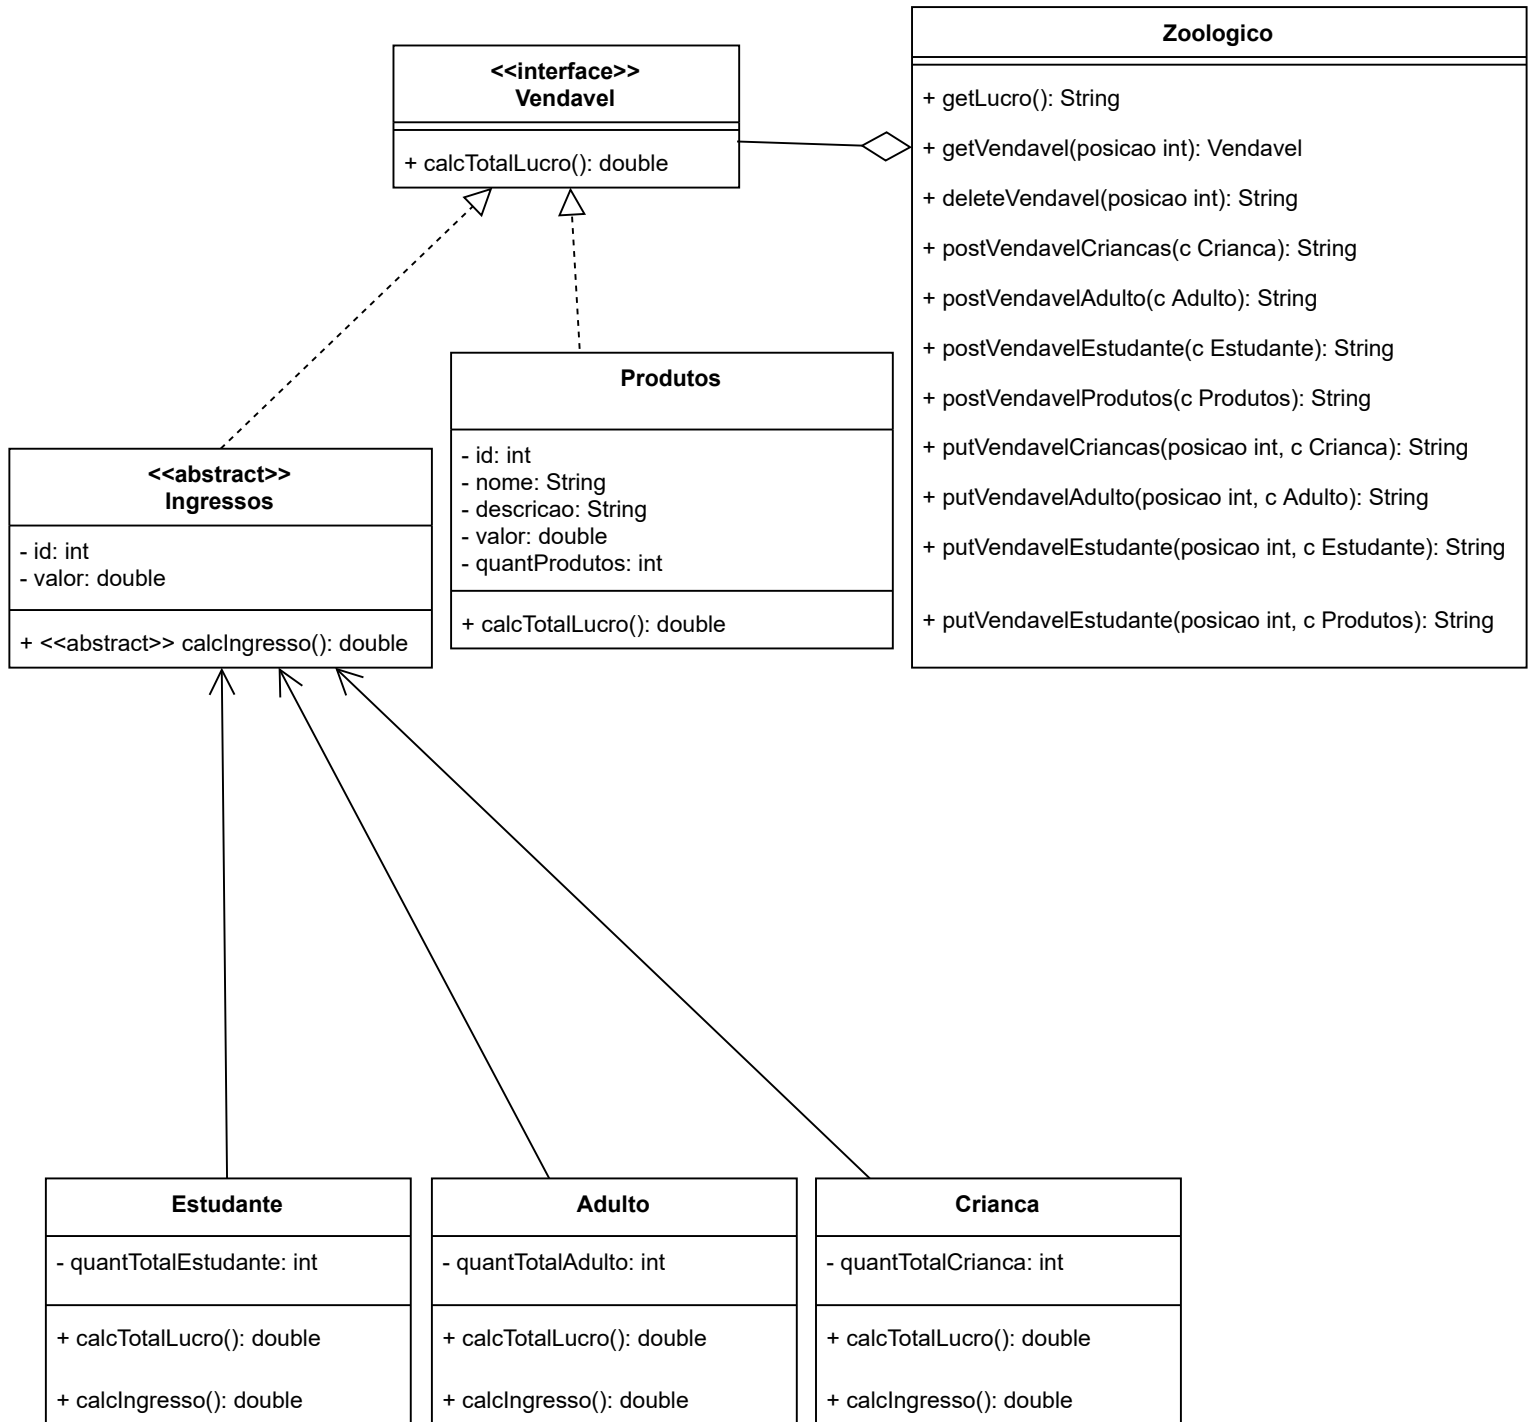 <<interface>>
Vendavel
+ calcTotalLucro(): double
Zoologico
+ getLucro(): String
+ getVendavel(posicao int): Vendavel
+ deleteVendavel(posicao int): String
+ postVendavelCriancas(c Crianca): String
+ postVendavelAdulto(c Adulto): String
+ postVendavelEstudante(c Estudante): String
+ postVendavelProdutos(c Produtos): String
+ putVendavelCriancas(posicao int, c Crianca): String
+ putVendavelAdulto(posicao int, c Adulto): String
+ putVendavelEstudante(posicao int, c Estudante): String
+ putVendavelEstudante(posicao int, c Produtos): String
Produtos
- id: int
- nome: String
- descricao: String
- valor: double
- quantProdutos: int
+ calcTotalLucro(): double
<<abstract>>
Ingressos
- id: int
- valor: double
+ <<abstract>> calcIngresso(): double
Estudante
- quantTotalEstudante: int
+ calcTotalLucro(): double
+ calcIngresso(): double
Adulto
- quantTotalAdulto: int
+ calcTotalLucro(): double
+ calcIngresso(): double
Crianca
- quantTotalCrianca: int
+ calcTotalLucro(): double
+ calcIngresso(): double